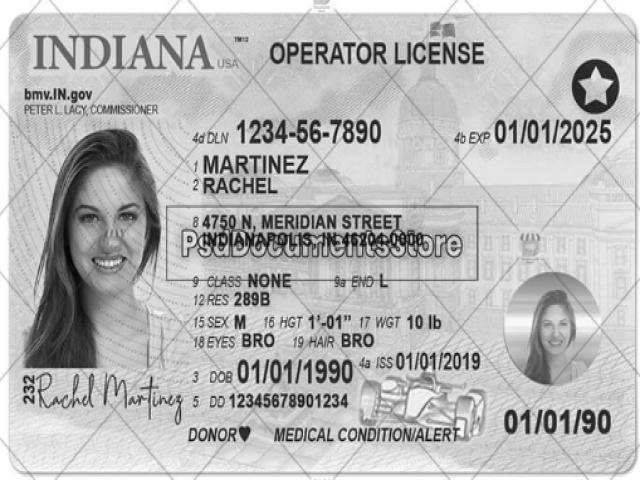 INDIANA USA
TM12
OPERATOR LICENSE
bmv.IN.gov
PETER L. LACY, COMMISSIONER
4d DLN 1234-56-7890
4b EXP 01/01/2025
1 MARTINEZ
2 RACHEL
8 4750 N, MERIDIAN STREET
INDIANAPOLIS, IN 46204-0000
PsdDocumentsStore
9 CLASS NONE 9a END L
12 RES 289B
15 SEX M 16 HGT 1'-01" 17 WGT 10 lb
18 EYES BRO 19 HAIR BRO
3 DOB 01/01/1990 4a ISS 01/01/2019
232
Rachel Martinez
5 DD 12345678901234
01/01/90
DONOR♥ MEDICAL CONDITION/ALERT